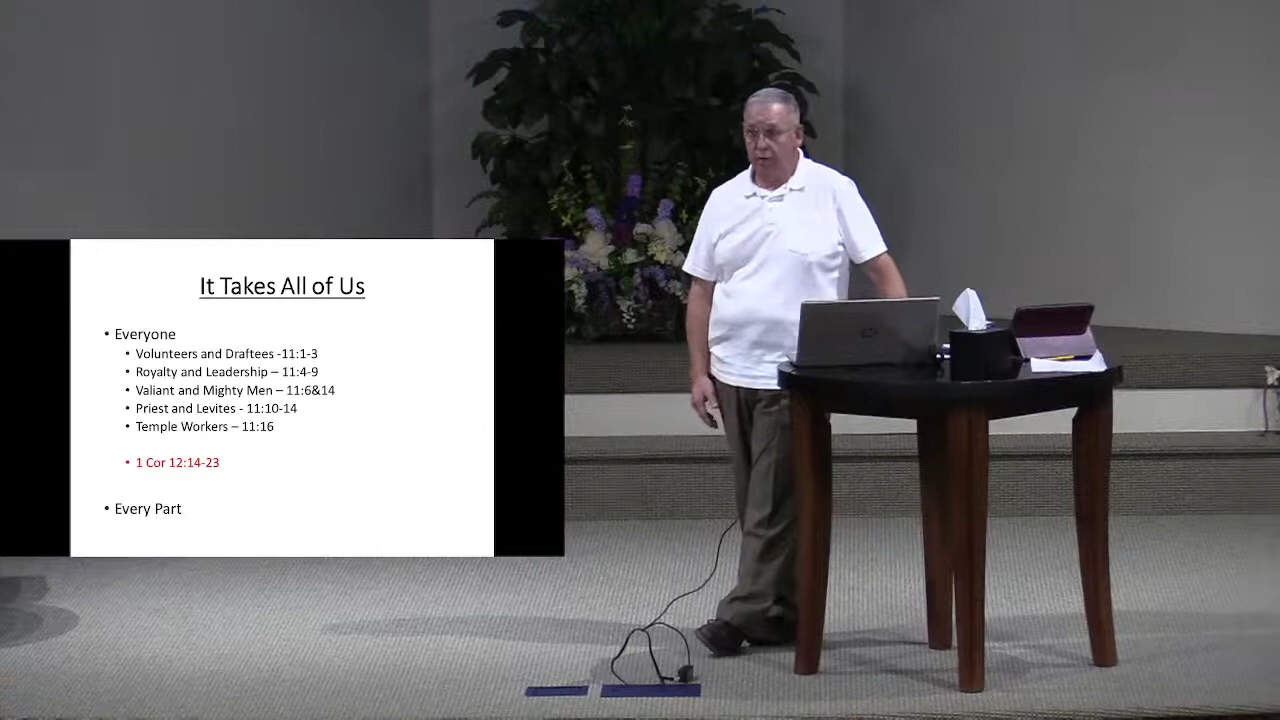 It Takes All of Us
• Everyone
• Volunteers and Draftees -11:1-3
• Royalty and Leadership – 11:4-9
• Valiant and Mighty Men – 11:6&14
• Priest and Levites - 11:10-14
• Temple Workers – 11:16
• 1 Cor 12:14-23
• Every Part